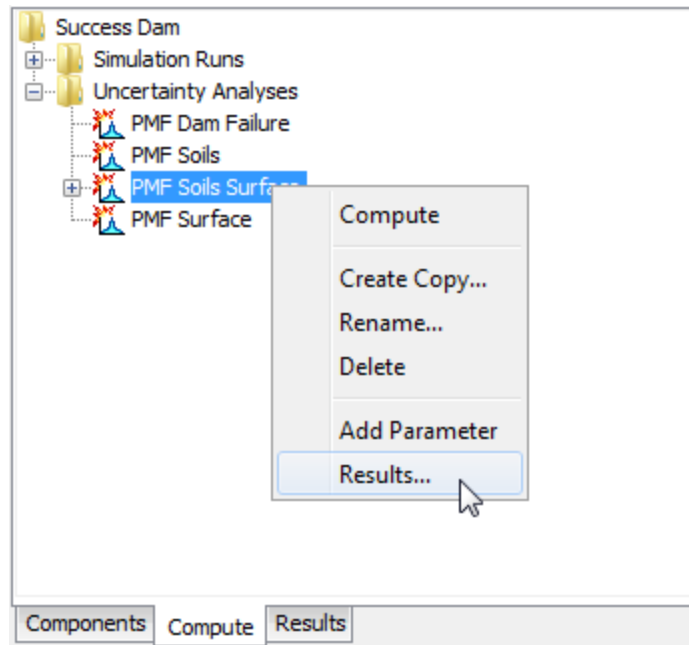 Success Dam
Simulation Runs
Uncertainty Analyses
PMF Dam Failure
PMF Soils
PMF Soils Surface
PMF Surface
Compute
Create Copy...
Rename...
Delete
Add Parameter
Results...
Components Compute Results